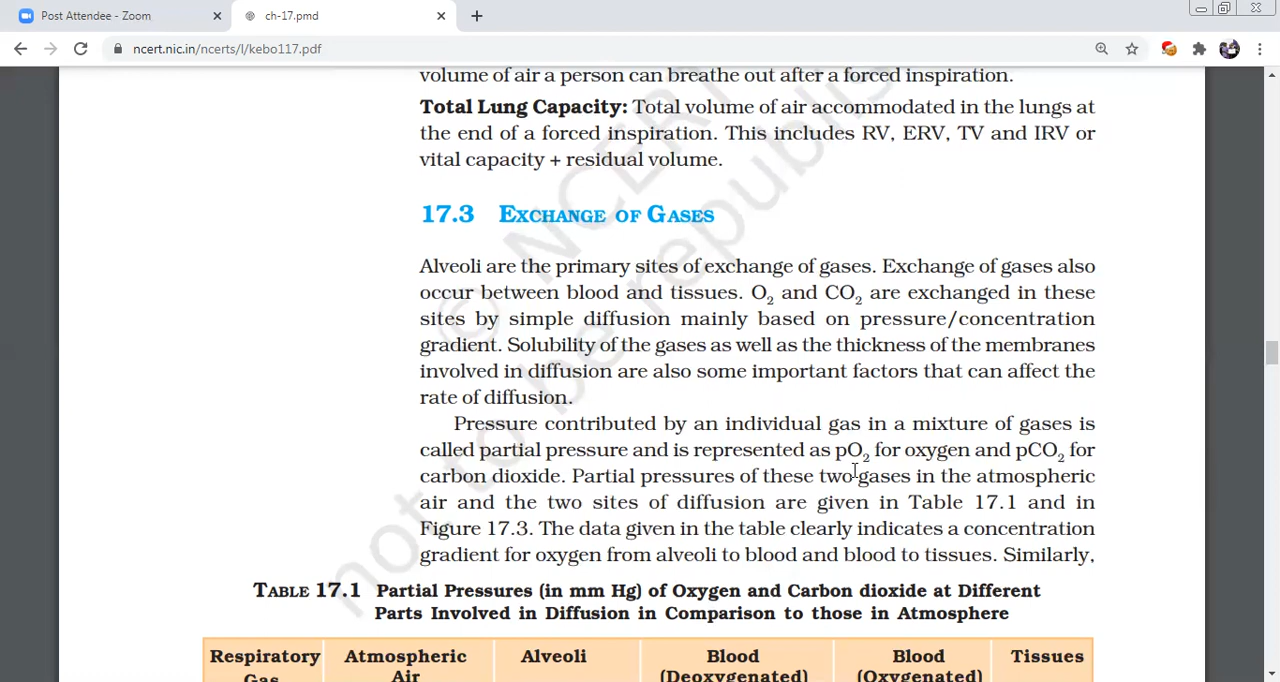 Post Attendee - Zoom
ch-17.pmd
ncert.nic.in/ncerts/l/kebo117.pdf
volume of air a person can breathe out after a forced inspiration.
Total Lung Capacity: Total volume of air accommodated in the lungs at
the end of a forced inspiration. This includes RV, ERV, TV and IRV or
vital capacity + residual volume.
17.3 EXCHANGE OF GASES
Alveoli are the primary sites of exchange of gases. Exchange of gases also
occur between blood and tissues. O₂ and CO₂ are exchanged in these
sites by simple diffusion mainly based on pressure/concentration
gradient. Solubility of the gases as well as the thickness of the membranes
involved in diffusion are also some important factors that can affect the
rate of diffusion.
Pressure contributed by an individual gas in a mixture of gases is
called partial pressure and is represented as pO₂ for oxygen and pCO₂ for
carbon dioxide. Partial pressures of these two gases in the atmospheric
air and the two sites of diffusion are given in Table 17.1 and in
Figure 17.3. The data given in the table clearly indicates a concentration
gradient for oxygen from alveoli to blood and blood to tissues. Similarly,
TABLE 17.1 Partial Pressures (in mm Hg) of Oxygen and Carbon dioxide at Different
Parts Involved in Diffusion in Comparison to those in Atmosphere
Respiratory Atmospheric Alveoli Blood Blood Tissues
Gas Air (Deoxygenated) (Oxygenated)
© NCERT
not to be republis